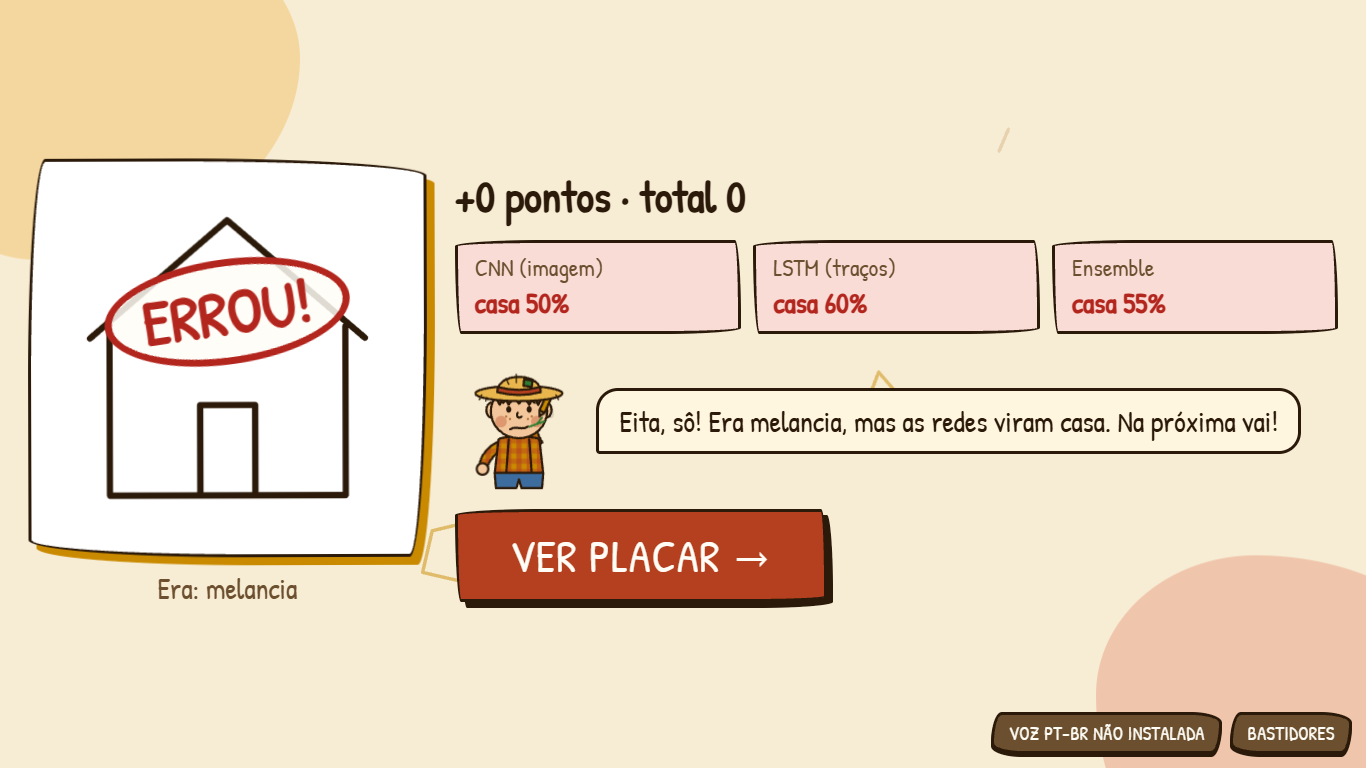 ERROU!
Era: melancia
+0 pontos · total 0
CNN (imagem)
casa 50%
LSTM (traços)
casa 60%
Ensemble
casa 55%
Eita, sô! Era melancia, mas as redes viram casa. Na próxima vai!
VER PLACAR →
VOZ PT-BR NÃO INSTALADA
BASTIDORES